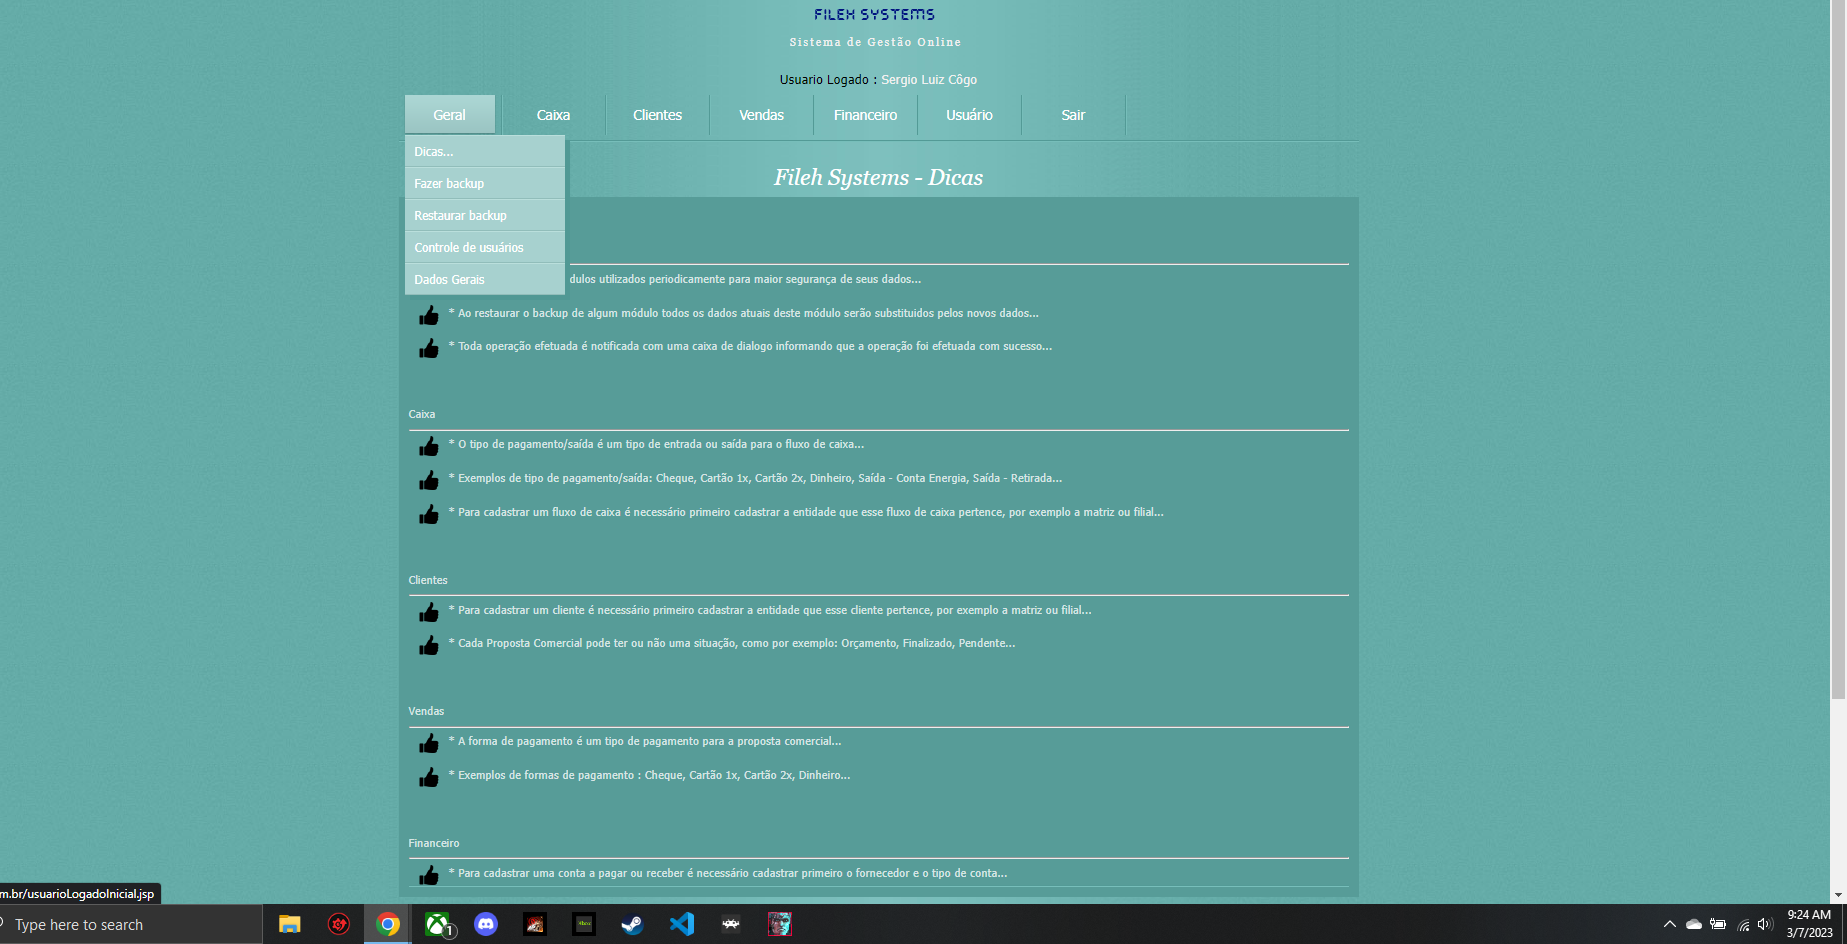 FILEH SYSTEMS
Sistema de Gestão Online
Usuario Logado : Sergio Luiz Côgo
Geral
Caixa
Clientes
Vendas
Financeiro
Usuário
Sair
Dicas...
Fazer backup
Restaurar backup
Controle de usuários
Dados Gerais
Fileh Systems - Dicas
dulos utilizados periodicamente para maior segurança de seus dados...
* Ao restaurar o backup de algum módulo todos os dados atuais deste módulo serão substituidos pelos novos dados...
* Toda operação efetuada é notificada com uma caixa de dialogo informando que a operação foi efetuada com sucesso...
Caixa
* O tipo de pagamento/saída é um tipo de entrada ou saída para o fluxo de caixa...
* Exemplos de tipo de pagamento/saída: Cheque, Cartão 1x, Cartão 2x, Dinheiro, Saída - Conta Energia, Saída - Retirada...
* Para cadastrar um fluxo de caixa é necessário primeiro cadastrar a entidade que esse fluxo de caixa pertence, por exemplo a matriz ou filial...
Clientes
* Para cadastrar um cliente é necessário primeiro cadastrar a entidade que esse cliente pertence, por exemplo a matriz ou filial...
* Cada Proposta Comercial pode ter ou não uma situação, como por exemplo: Orçamento, Finalizado, Pendente...
Vendas
* A forma de pagamento é um tipo de pagamento para a proposta comercial...
* Exemplos de formas de pagamento : Cheque, Cartão 1x, Cartão 2x, Dinheiro...
Financeiro
* Para cadastrar uma conta a pagar ou receber é necessário cadastrar primeiro o fornecedor e o tipo de conta...
m.br/usuarioLogadoInicial.jsp
Type here to search
1
9:24 AM
3/7/2023